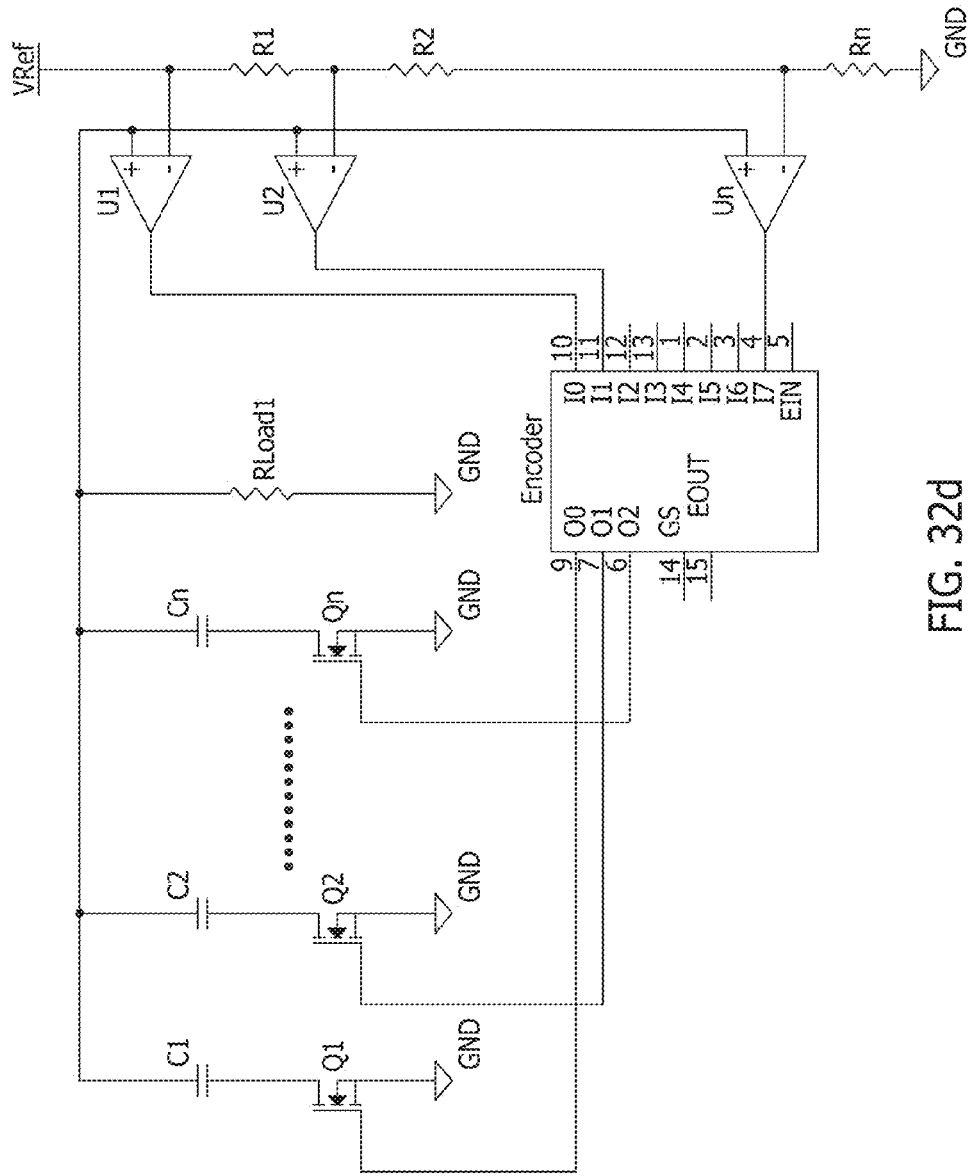 VRef
U1
+
-
C1
C2
Cn
RLoad1
R1
U2
+
-
Q1
Q2
Qn
R2
GND
GND
GND
GND
Encoder
9 O0 I0 10
7 O1 I1 11
6 O2 I2 12
I3 13
14 GS I4 1
15 EOUT I5 2
I6 3
I7 4
EIN 5
Un
+
-
Rn
GND
FIG. 32d